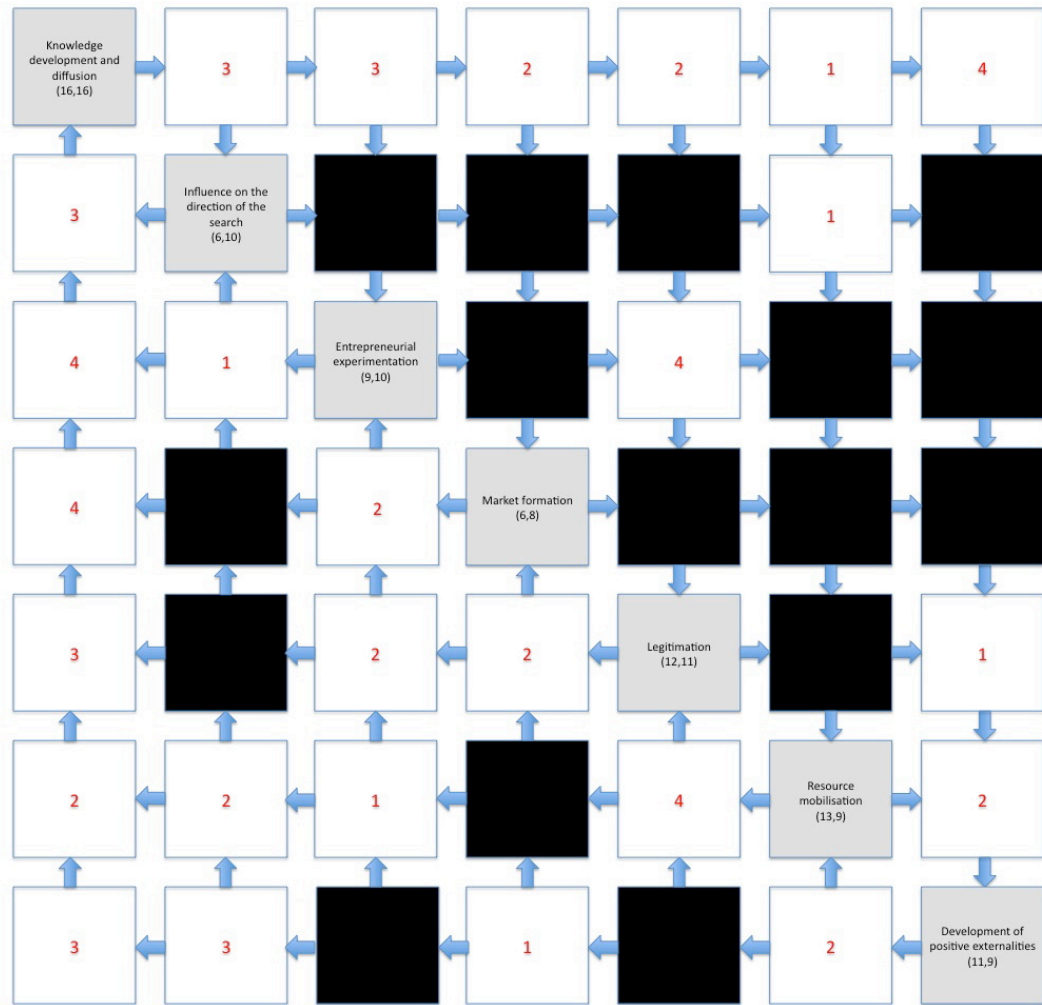 Knowledge
development and
diffusion
(16,16)
3
3
2
2
1
4
3
Influence on the
direction of the
search
(6,10)
1
4
1
Entrepreneurial
experimentation
(9,10)
4
4
2
Market formation
(6,8)
3
2
2
Legitimation
(12,11)
1
2
2
1
4
Resource
mobilisation
(13,9)
2
3
3
1
2
Development of
positive externalities
(11,9)